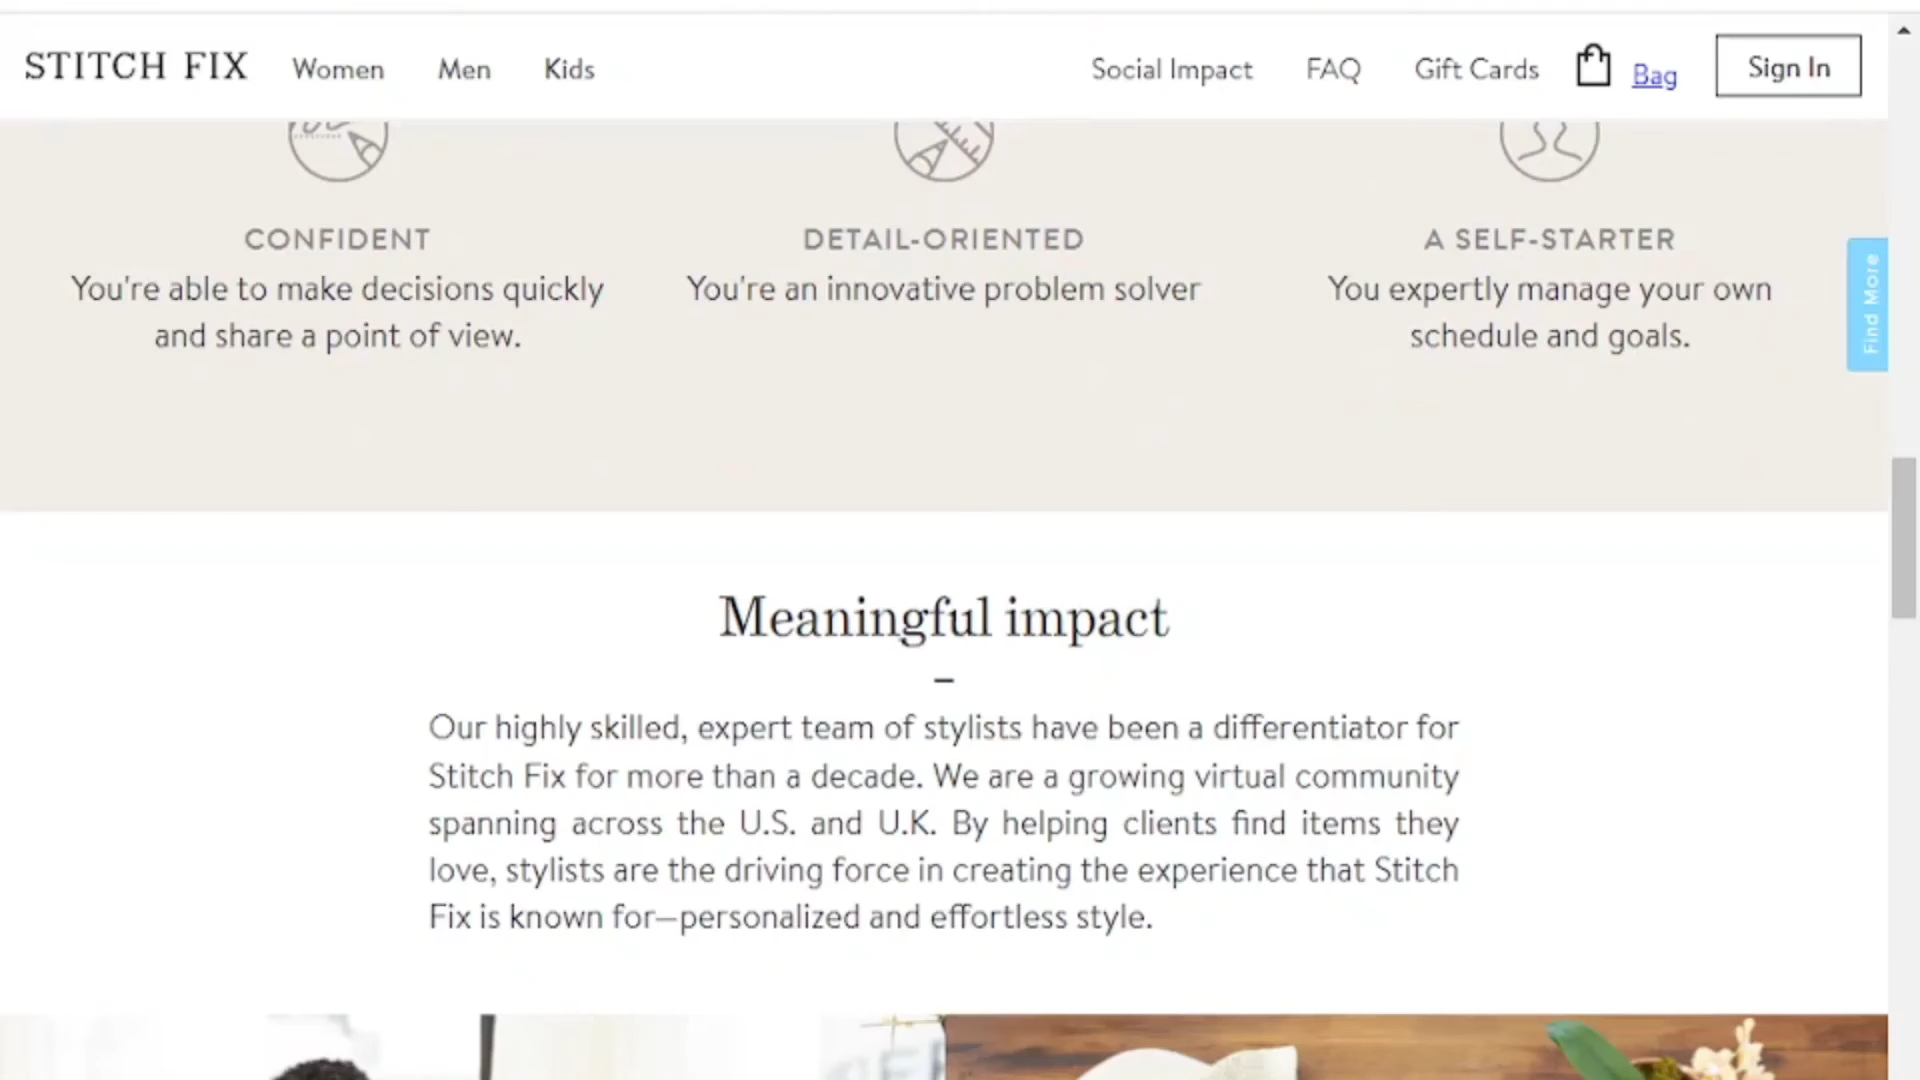 STITCH FIX Women Men Kids Social Impact FAQ Gift Cards Bag Sign In
CONFIDENT
You're able to make decisions quickly
and share a point of view.
DETAIL-ORIENTED
You're an innovative problem solver
A SELF-STARTER
You expertly manage your own
schedule and goals.
Find More
Meaningful impact
–
Our highly skilled, expert team of stylists have been a differentiator for
Stitch Fix for more than a decade. We are a growing virtual community
spanning across the U.S. and U.K. By helping clients find items they
love, stylists are the driving force in creating the experience that Stitch
Fix is known for—personalized and effortless style.